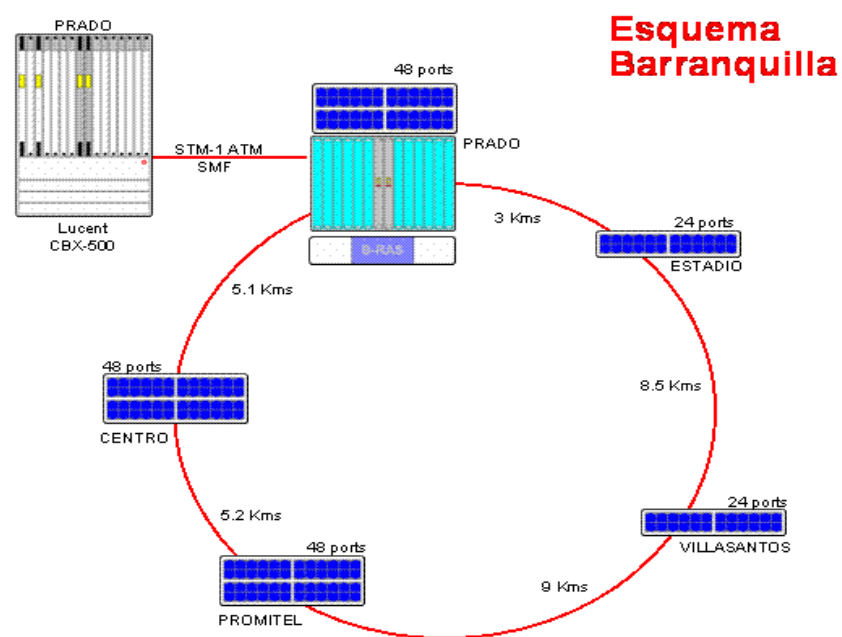 PRADO
Esquema
Barranquilla
48 ports
STM-1 ATM
SMF
PRADO
Lucent
CBX-500
B-RAS
3 Kms
24 ports
ESTADIO
5.1 Kms
48 ports
CENTRO
8.5 Kms
5.2 Kms
24 ports
VILLASANTOS
48 ports
PROMITEL
9 Kms